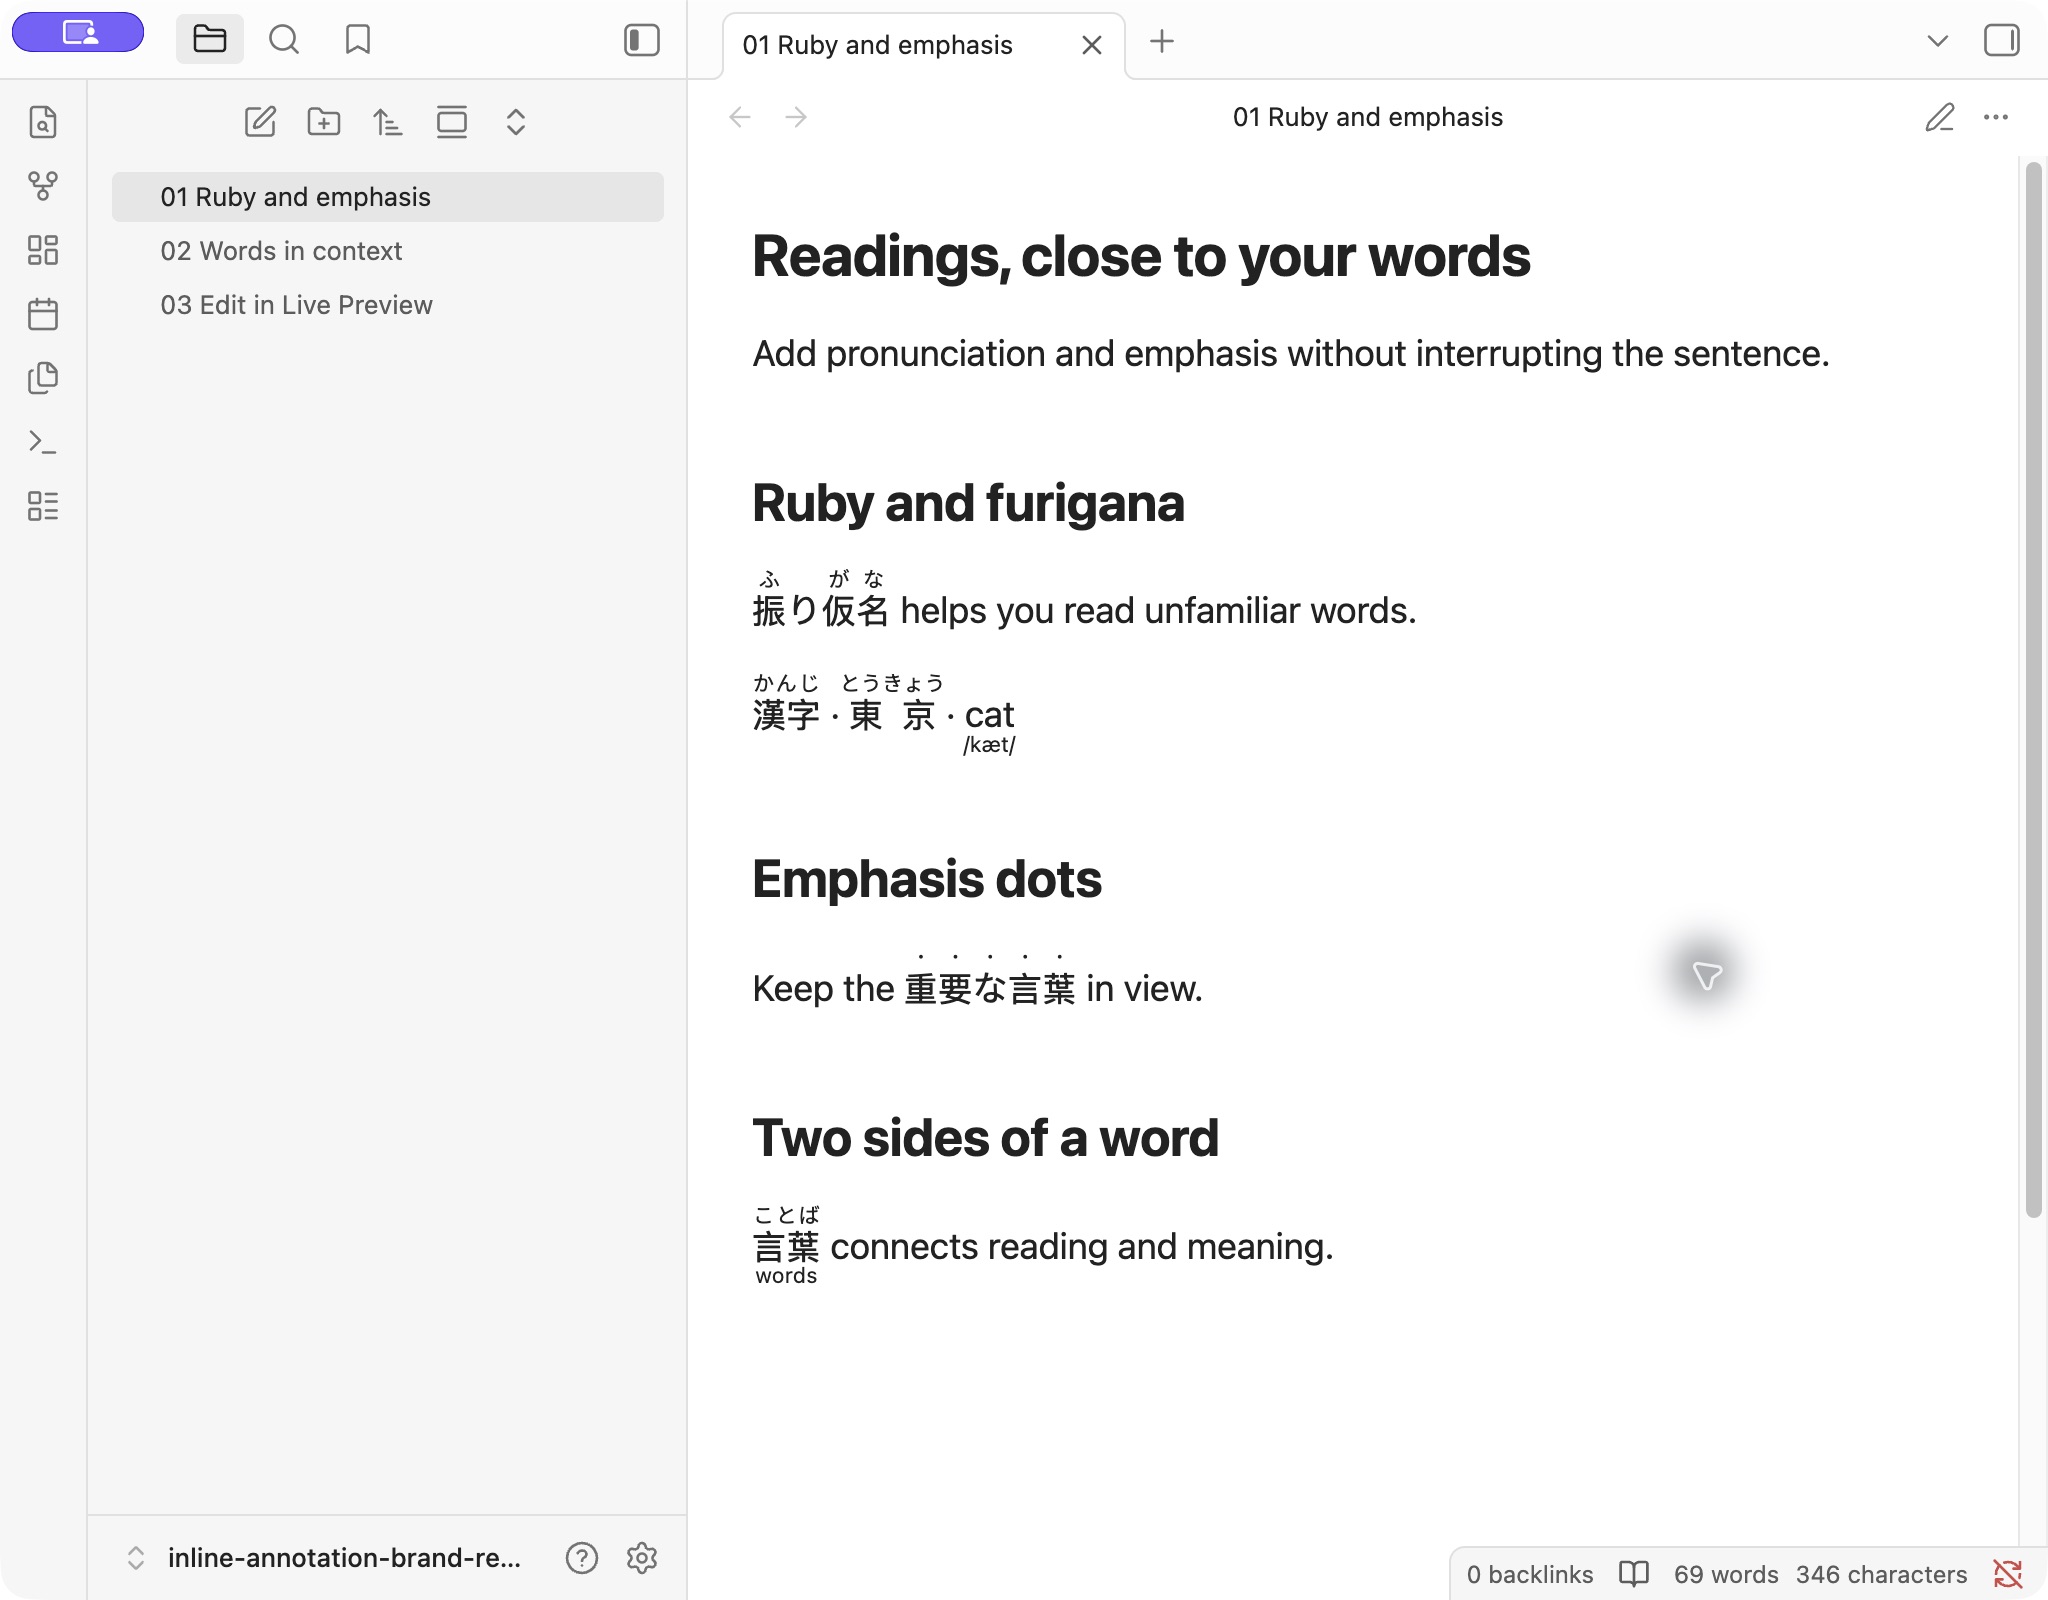 01 Ruby and emphasis
01 Ruby and emphasis
01 Ruby and emphasis
02 Words in context
03 Edit in Live Preview
Readings, close to your words
Add pronunciation and emphasis without interrupting the sentence.
Ruby and furigana
ふ が な
振り仮名 helps you read unfamiliar words.
かんじ とうきょう
漢字 · 東京 · cat
/kæt/
Emphasis dots
Keep the 重要な言葉 in view.
Two sides of a word
ことば
言葉 connects reading and meaning.
words
inline-annotation-brand-re...
0 backlinks 69 words 346 characters